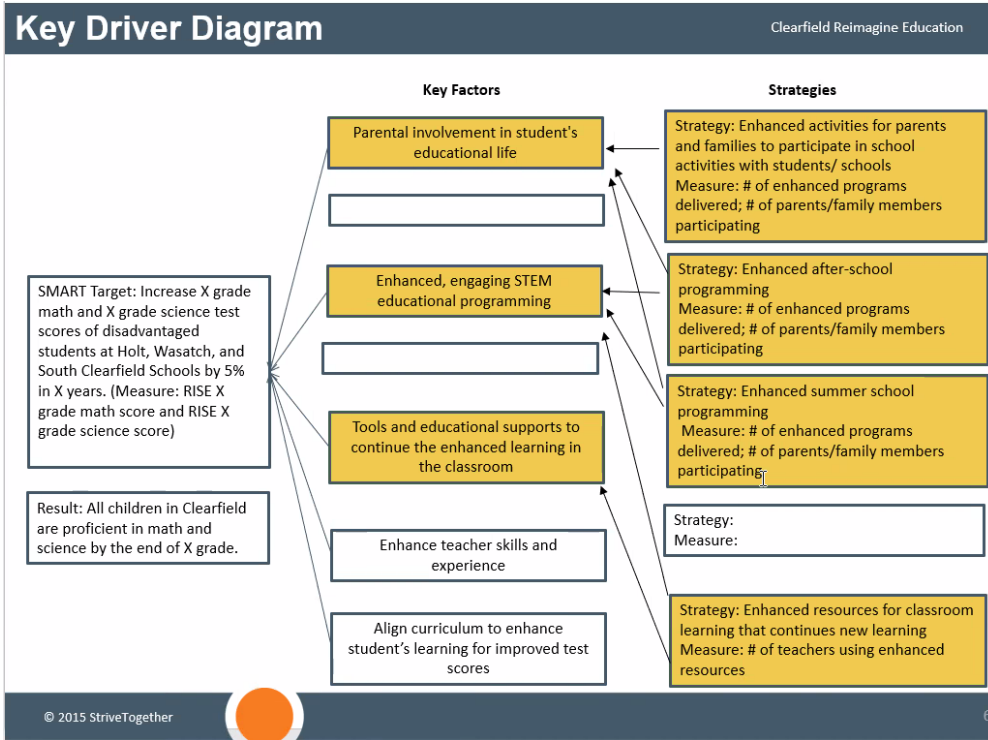 Key Driver Diagram
Clearfield Reimagine Education
Key Factors
Strategies
SMART Target: Increase X grade
math and X grade science test
scores of disadvantaged
students at Holt, Wasatch, and
South Clearfield Schools by 5%
in X years. (Measure: RISE X
grade math score and RISE X
grade science score)
Result: All children in Clearfield
are proficient in math and
science by the end of X grade.
Parental involvement in student's
educational life
Enhanced, engaging STEM
educational programming
Tools and educational supports to
continue the enhanced learning in
the classroom
Enhance teacher skills and
experience
Align curriculum to enhance
student’s learning for improved test
scores
Strategy: Enhanced activities for parents
and families to participate in school
activities with students/ schools
Measure: # of enhanced programs
delivered; # of parents/family members
participating
Strategy: Enhanced after-school
programming
Measure: # of enhanced programs
delivered; # of parents/family members
participating
Strategy: Enhanced summer school
programming
Measure: # of enhanced programs
delivered; # of parents/family members
participating
Strategy:
Measure:
Strategy: Enhanced resources for classroom
learning that continues new learning
Measure: # of teachers using enhanced
resources
© 2015 StriveTogether